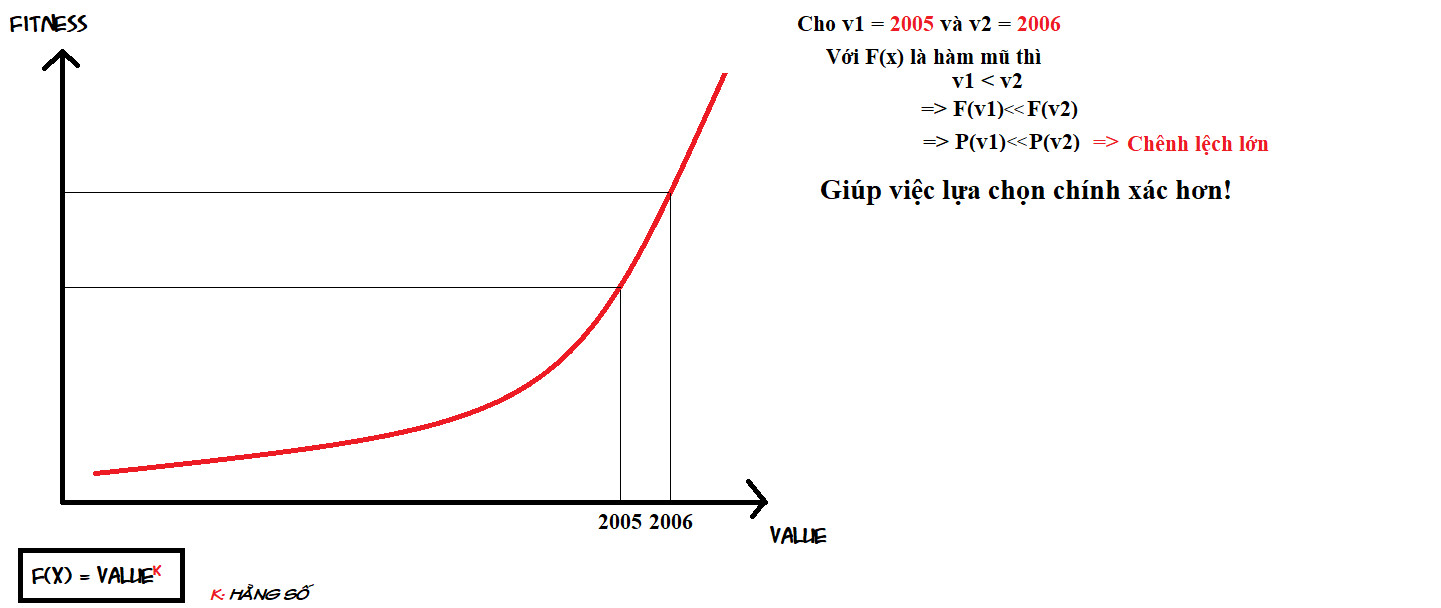 FITNESS
Cho v1 = 2005 và v2 = 2006
Với F(x) là hàm mũ thì
v1 < v2
=> F(v1)<<F(v2)
=> P(v1)<<P(v2) => Chênh lệch lớn
Giúp việc lựa chọn chính xác hơn!
2005 2006
VALUE
F(X) = VALUE^K
K: HẰNG SỐ